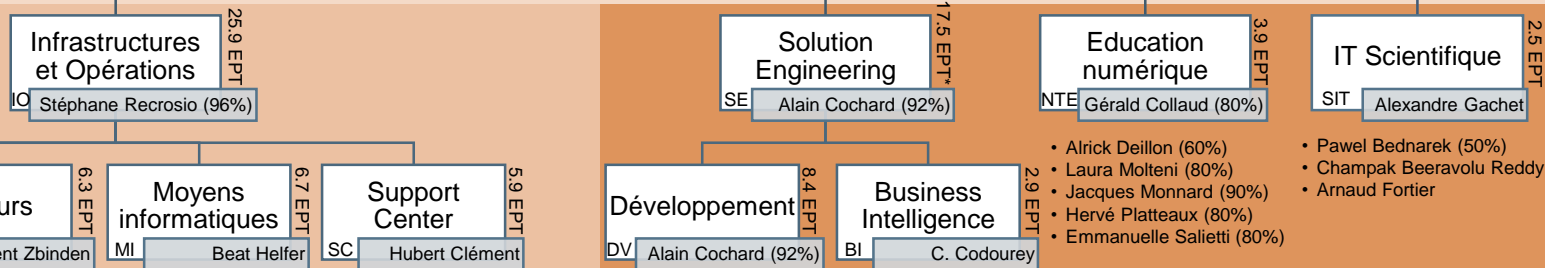 25.9 EPT
Infrastructures
et Opérations
IO
Stéphane Recrosio (96%)
17.5 EPT*
Solution
Engineering
SE
Alain Cochard (92%)
3.9 EPT
Education
numérique
NTE
Gérald Collaud (80%)
2.5 EPT
IT Scientifique
SIT
Alexandre Gachet
6.3 EPT
urs
ent Zbinden
6.7 EPT
Moyens
informatiques
MI
Beat Helfer
5.9 EPT
Support
Center
SC
Hubert Clément
8.4 EPT
Développement
DV
Alain Cochard (92%)
2.9 EPT
Business
Intelligence
BI
C. Codourey
• Alrick Deillon (60%)
• Laura Molteni (80%)
• Jacques Monnard (90%)
• Hervé Platteaux (80%)
• Emmanuelle Salietti (80%)
• Pawel Bednarek (50%)
• Champak Beeravolu Reddy
• Arnaud Fortier